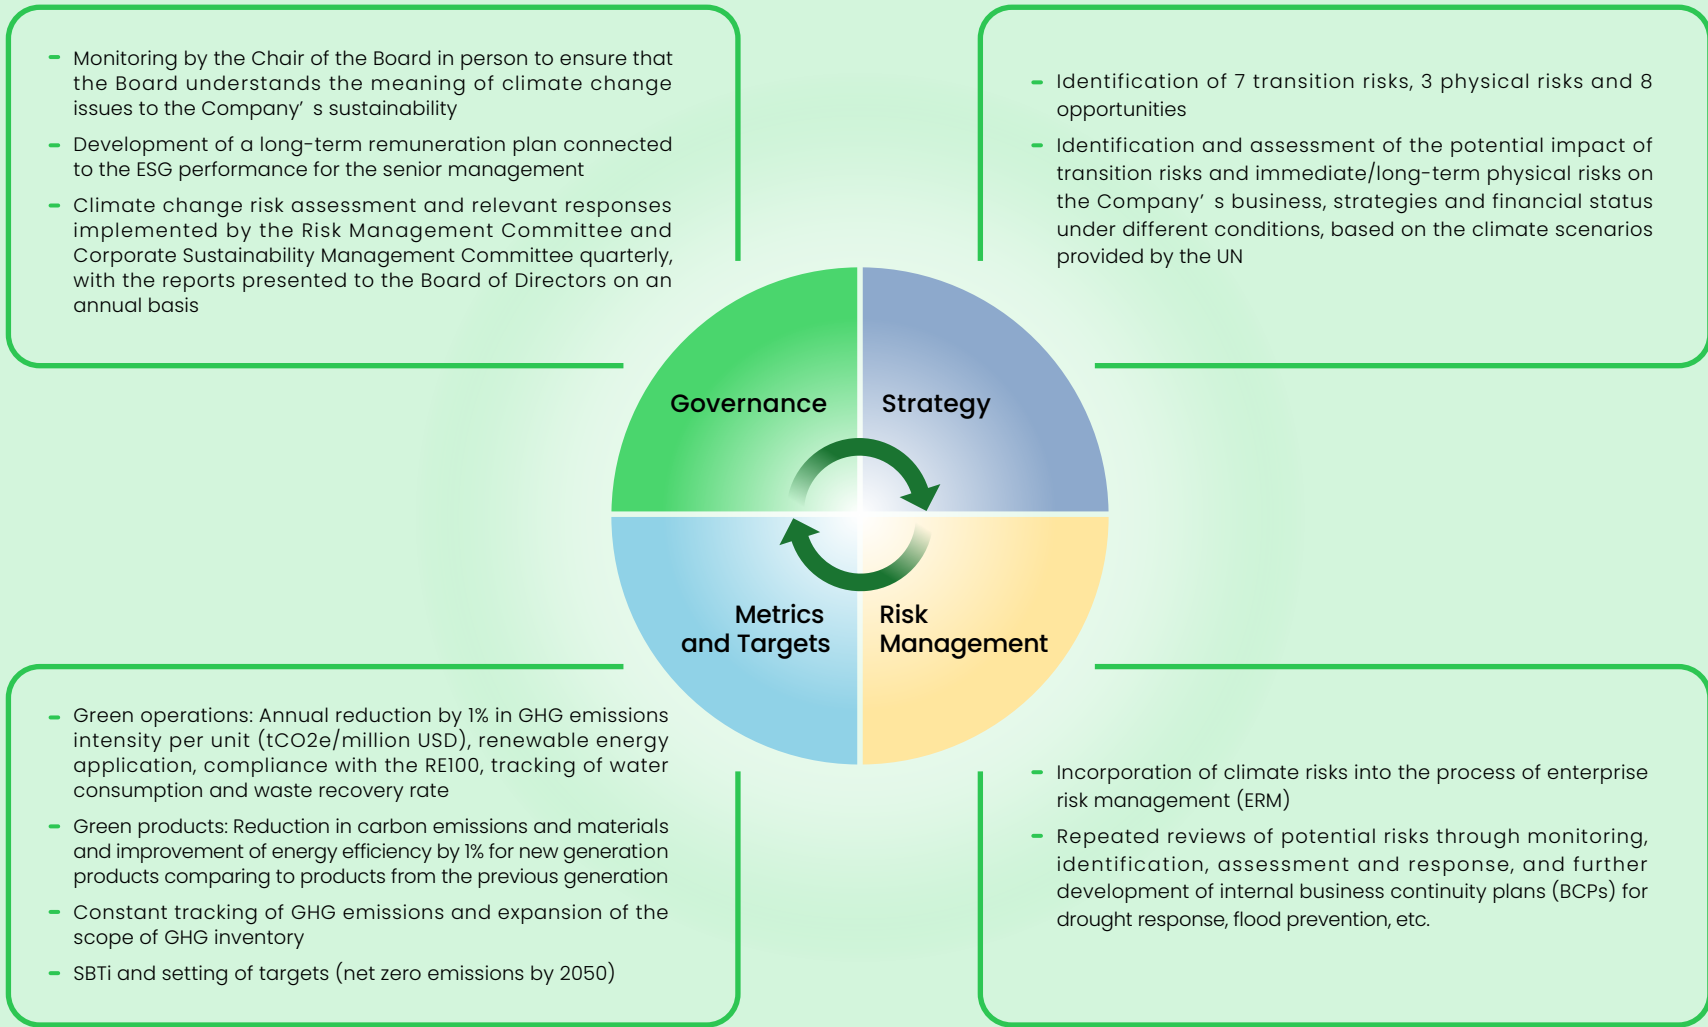 - Monitoring by the Chair of the Board in person to ensure that
the Board understands the meaning of climate change
issues to the Company’ s sustainability
- Development of a long-term remuneration plan connected
to the ESG performance for the senior management
- Climate change risk assessment and relevant responses
implemented by the Risk Management Committee and
Corporate Sustainability Management Committee quarterly,
with the reports presented to the Board of Directors on an
annual basis
- Identification of 7 transition risks, 3 physical risks and 8
opportunities
- Identification and assessment of the potential impact of
transition risks and immediate/long-term physical risks on
the Company’ s business, strategies and financial status
under different conditions, based on the climate scenarios
provided by the UN
Governance
Strategy
Metrics
and Targets
Risk
Management
- Green operations: Annual reduction by 1% in GHG emissions
intensity per unit (tCO2e/million USD), renewable energy
application, compliance with the RE100, tracking of water
consumption and waste recovery rate
- Green products: Reduction in carbon emissions and materials
and improvement of energy efficiency by 1% for new generation
products comparing to products from the previous generation
- Constant tracking of GHG emissions and expansion of the
scope of GHG inventory
- SBTi and setting of targets (net zero emissions by 2050)
- Incorporation of climate risks into the process of enterprise
risk management (ERM)
- Repeated reviews of potential risks through monitoring,
identification, assessment and response, and further
development of internal business continuity plans (BCPs) for
drought response, flood prevention, etc.